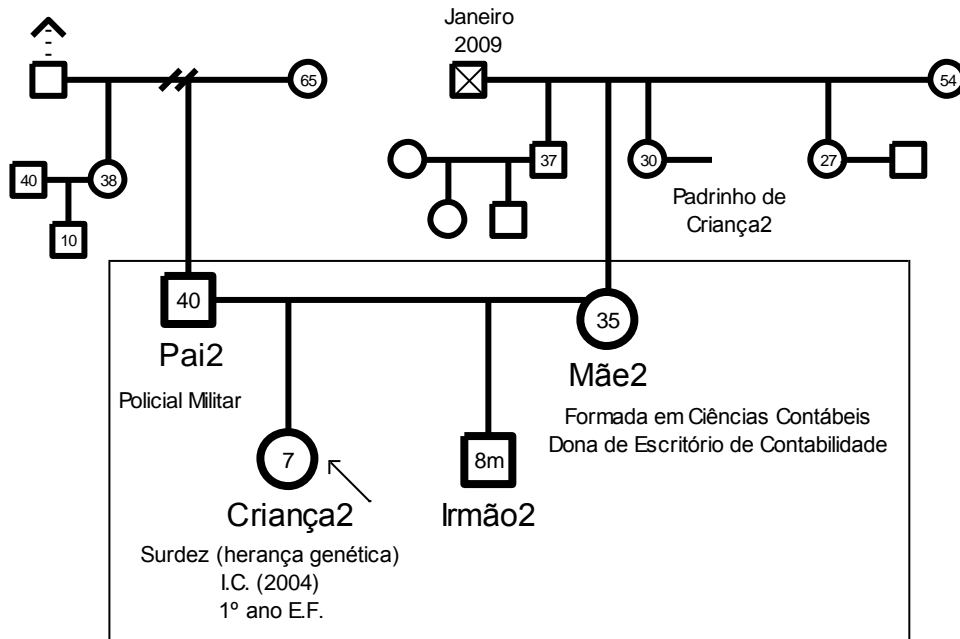 Janeiro
2009
65
54
40
38
37
30
27
10
Padrinho de
Criança2
40
35
Pai2
Mãe2
Policial Militar
Formada em Ciências Contábeis
Dona de Escritório de Contabilidade
7
8m
Criança2
Irmão2
Surdez (herança genética)
I.C. (2004)
1º ano E.F.